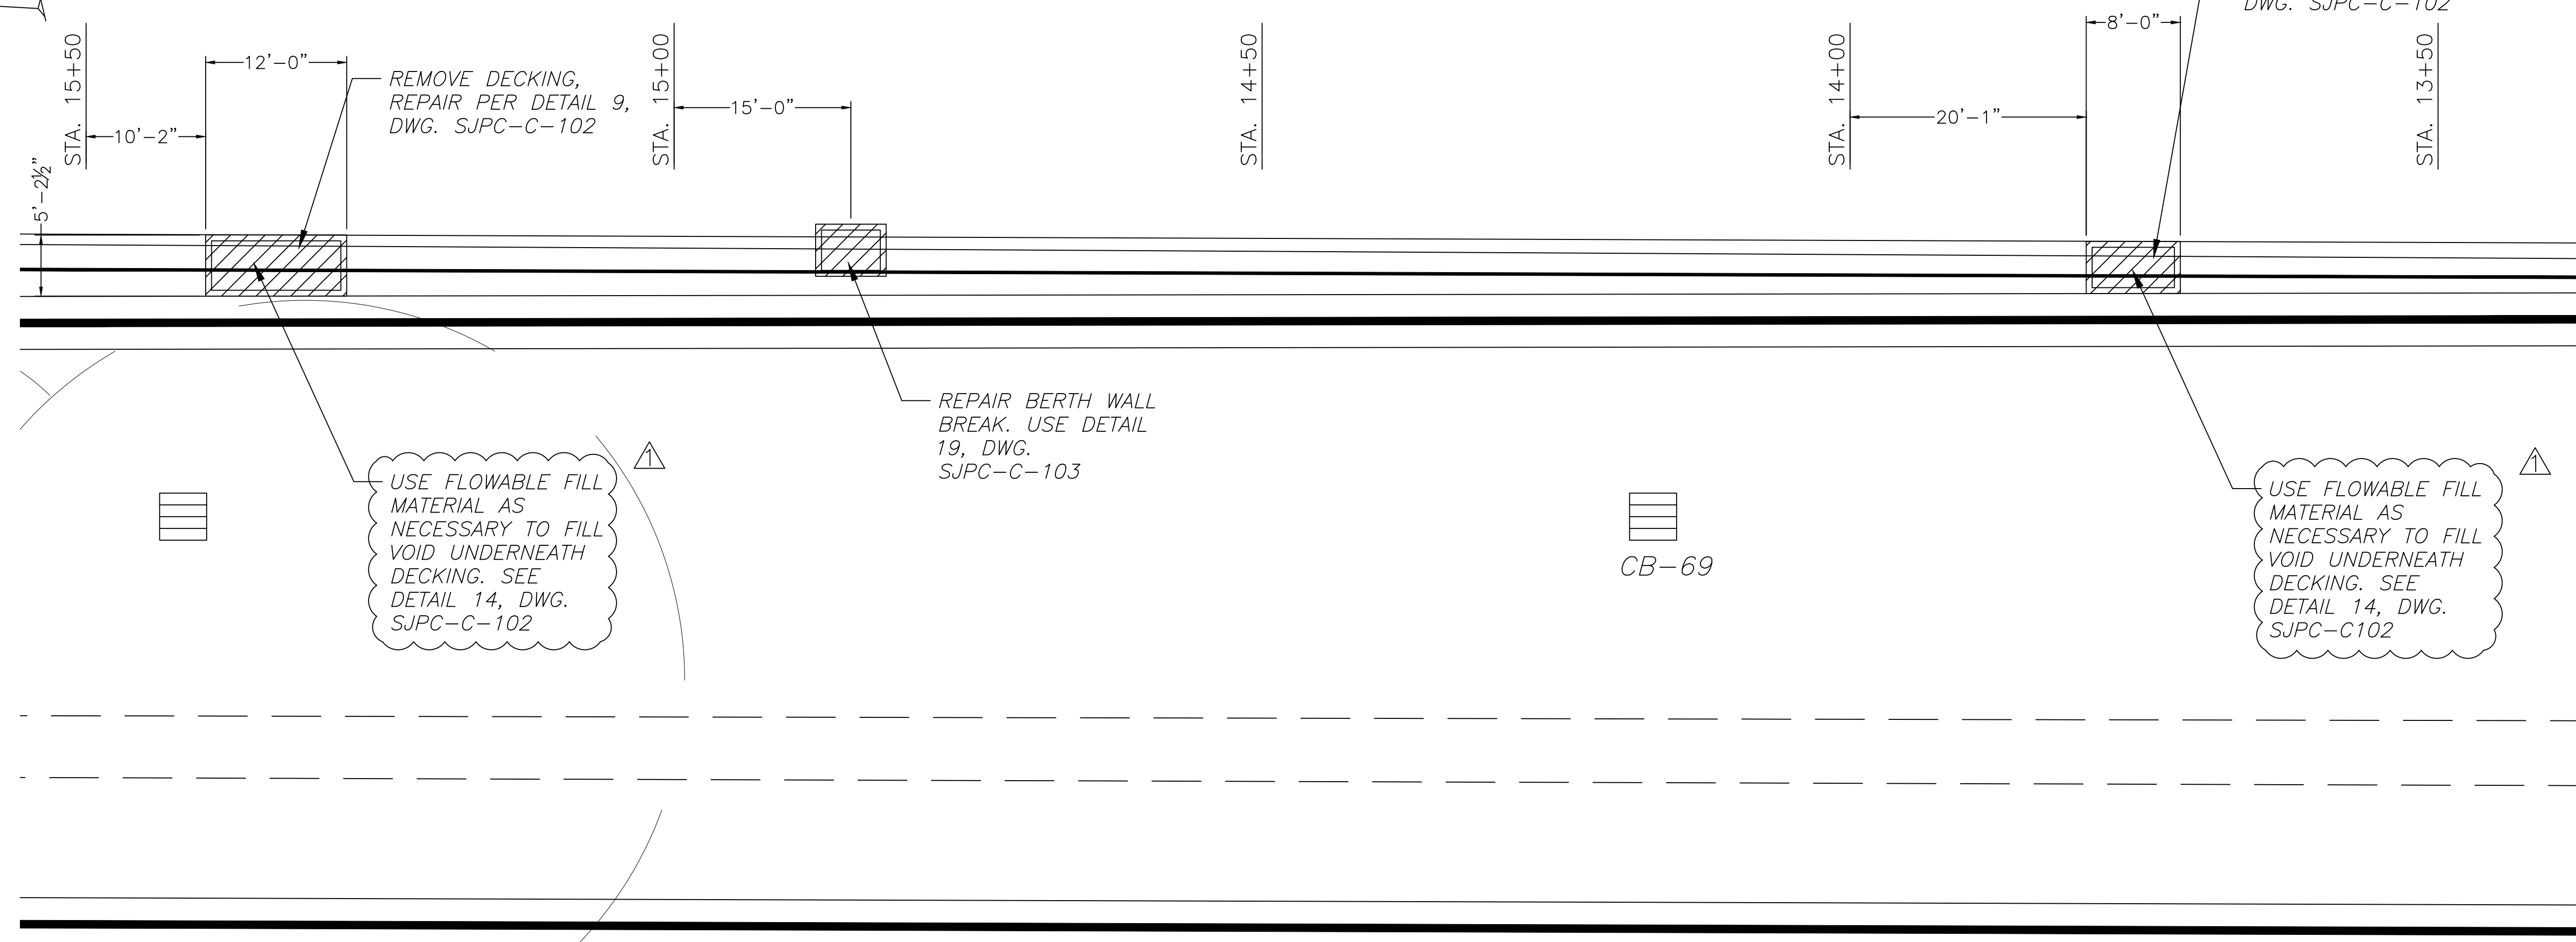 DWG. SJPC-C-102
8'-0"
STA. 15+50
12'-0"
STA. 15+00
STA. 14+50
STA. 14+00
STA. 13+50
REMOVE DECKING,
REPAIR PER DETAIL 9,
DWG. SJPC-C-102
10'-2"
15'-0"
20'-1"
5'-2½"
REPAIR BERTH WALL
BREAK. USE DETAIL
19, DWG.
SJPC-C-103
1
USE FLOWABLE FILL
MATERIAL AS
NECESSARY TO FILL
VOID UNDERNEATH
DECKING. SEE
DETAIL 14, DWG.
SJPC-C-102
CB-69
1
USE FLOWABLE FILL
MATERIAL AS
NECESSARY TO FILL
VOID UNDERNEATH
DECKING. SEE
DETAIL 14, DWG.
SJPC-C102